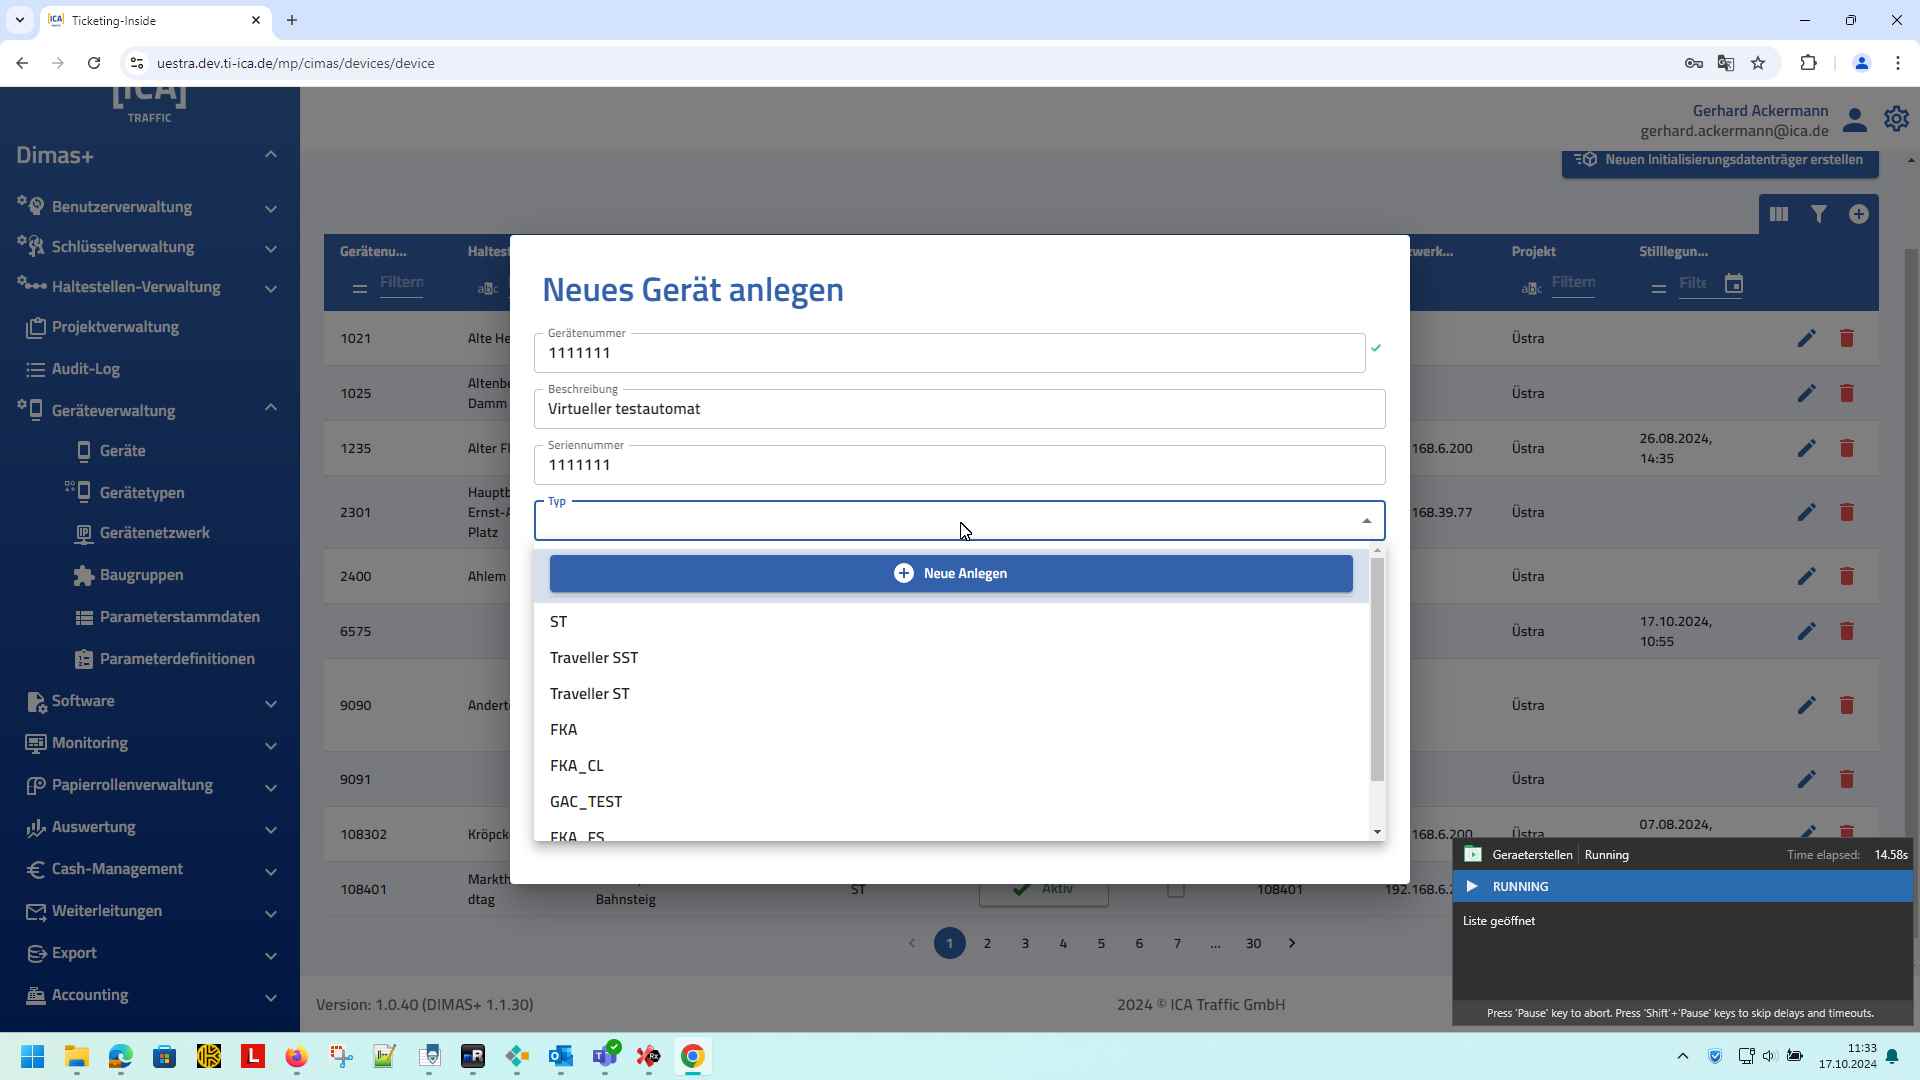 Ticketing-Inside
uestra.dev.ti-ica.de/mp/cimas/devices/device
[ICA]
TRAFFIC
Gerhard Ackermann
gerhard.ackermann@ica.de
Dimas+
Benutzerverwaltung
Schlüsselverwaltung
Haltestellen-Verwaltung
Projektverwaltung
Audit-Log
Geräteverwaltung
Geräte
Gerätetypen
Gerätenetzwerk
Baugruppen
Parameterstammdaten
Parameterdefinitionen
Software
Monitoring
Papierrollenverwaltung
Auswertung
Cash-Management
Weiterleitungen
Export
Accounting
Neuen Initialisierungsdatenträger erstellen
Gerätenu...
Haltest
zwerk...
Projekt
Stilllegun...
Filtern
Filtern
Filte
1021
Alte He
Üstra
1025
Altenbe
Damm
Üstra
1235
Alter Fl
168.6.200
Üstra
26.08.2024,
14:35
2301
Hauptb
Ernst-A
Platz
168.39.77
Üstra
2400
Ahlem
Üstra
6575
Üstra
17.10.2024,
10:55
9090
Andert
Üstra
9091
Üstra
108302
Kröpck
168.6.200
Üstra
07.08.2024,
108401
Markth
dtag
Bahnsteig
ST
Aktiv
108401
192.168.6.2
Neues Gerät anlegen
Gerätenummer
1111111
Beschreibung
Virtueller testautomat
Seriennummer
1111111
Typ
Neue Anlegen
ST
Traveller SST
Traveller ST
FKA
FKA_CL
GAC_TEST
FKA_FS
1 2 3 4 5 6 7 ... 30
Version: 1.0.40 (DIMAS+ 1.1.30)
2024 © ICA Traffic GmbH
Geraeterstellen Running Time elapsed: 14.58s
RUNNING
Liste geöffnet
Press 'Pause' key to abort. Press 'Shift'+'Pause' keys to skip delays and timeouts.
11:33
17.10.2024